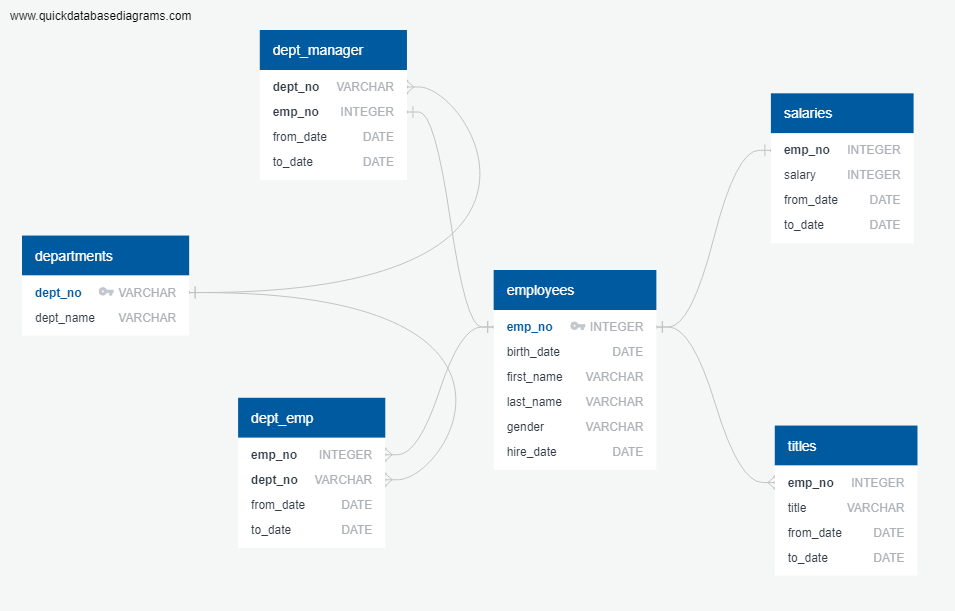 www.quickdatabasediagrams.com
dept_manager
dept_no VARCHAR
emp_no INTEGER
from_date DATE
to_date DATE
salaries
emp_no INTEGER
salary INTEGER
from_date DATE
to_date DATE
departments
dept_no VARCHAR
dept_name VARCHAR
employees
emp_no INTEGER
birth_date DATE
first_name VARCHAR
last_name VARCHAR
gender VARCHAR
hire_date DATE
dept_emp
emp_no INTEGER
dept_no VARCHAR
from_date DATE
to_date DATE
titles
emp_no INTEGER
title VARCHAR
from_date DATE
to_date DATE